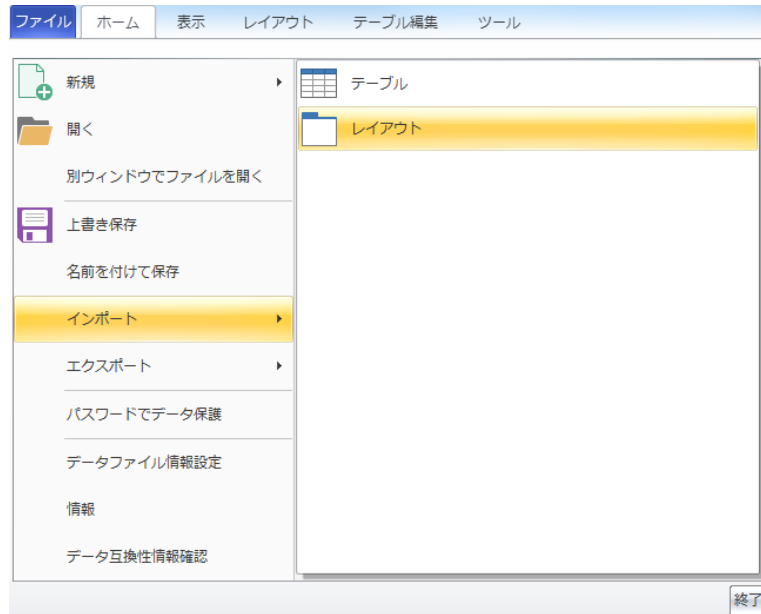 ファイル ホーム 表示 レイアウト テーブル編集 ツール
新規
開く
別ウィンドウでファイルを開く
上書き保存
名前を付けて保存
インポート
エクスポート
パスワードでデータ保護
データファイル情報設定
情報
データ互換性情報確認
テーブル
レイアウト
終了